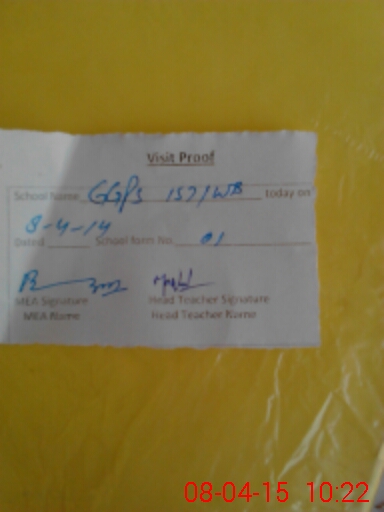 Visit Proof
School Name GGPS 157/WB today on
8-4-14
Dated School form No 01
MEA Signature Head Teacher Signature
MEA Name Head Teacher Name
08-04-15 10:22